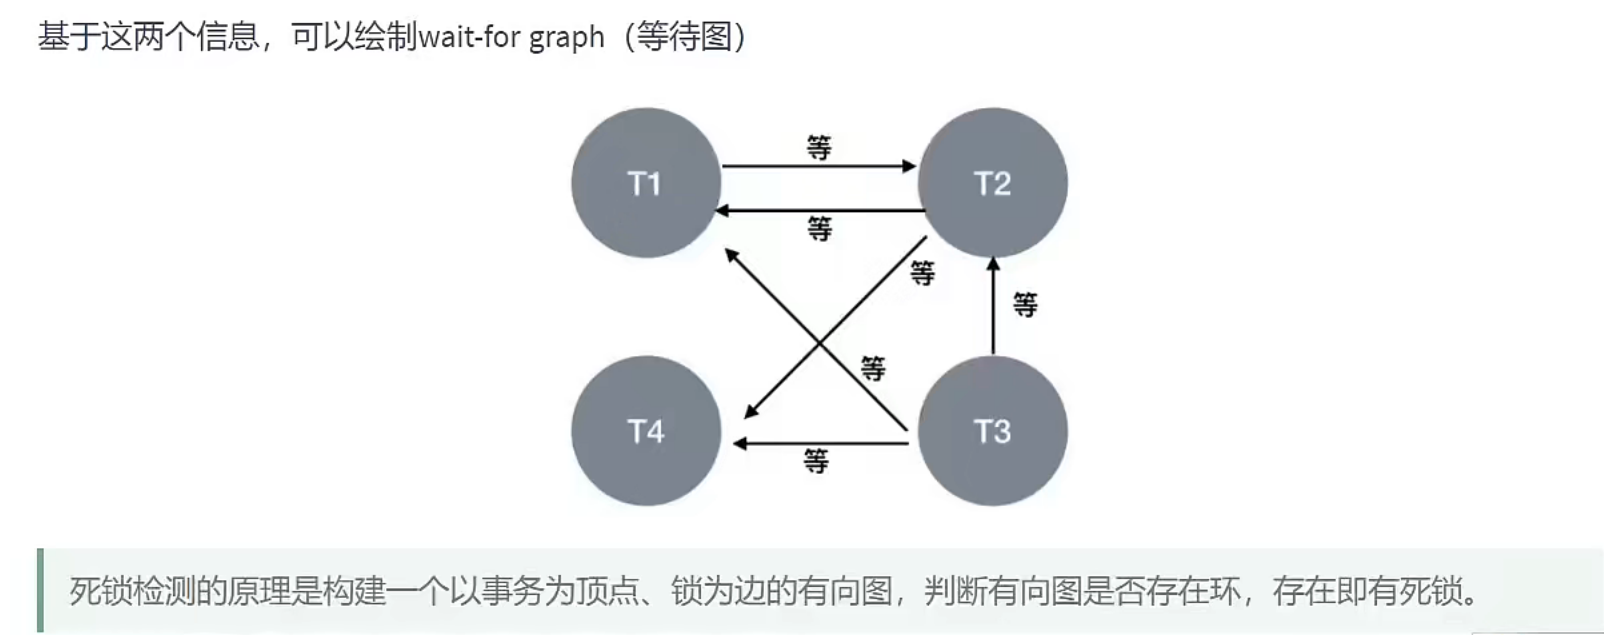 基于这两个信息，可以绘制wait-for graph（等待图）
等
T1
T2
等
等
等
等
T4
T3
等
死锁检测的原理是构建一个以事务为顶点、锁为边的有向图，判断有向图是否存在环，存在即有死锁。